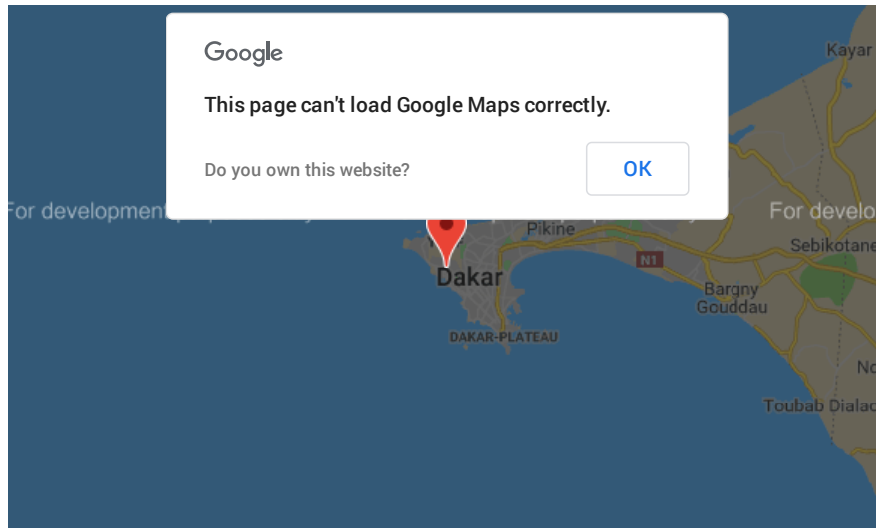 Google
Kayar
This page can't load Google Maps correctly.
Do you own this website?
OK
For development
For develo
Pikine
Sebikotane
N1
Dakar
Bargny
Gouddau
DAKAR-PLATEAU
Toubab Dialac